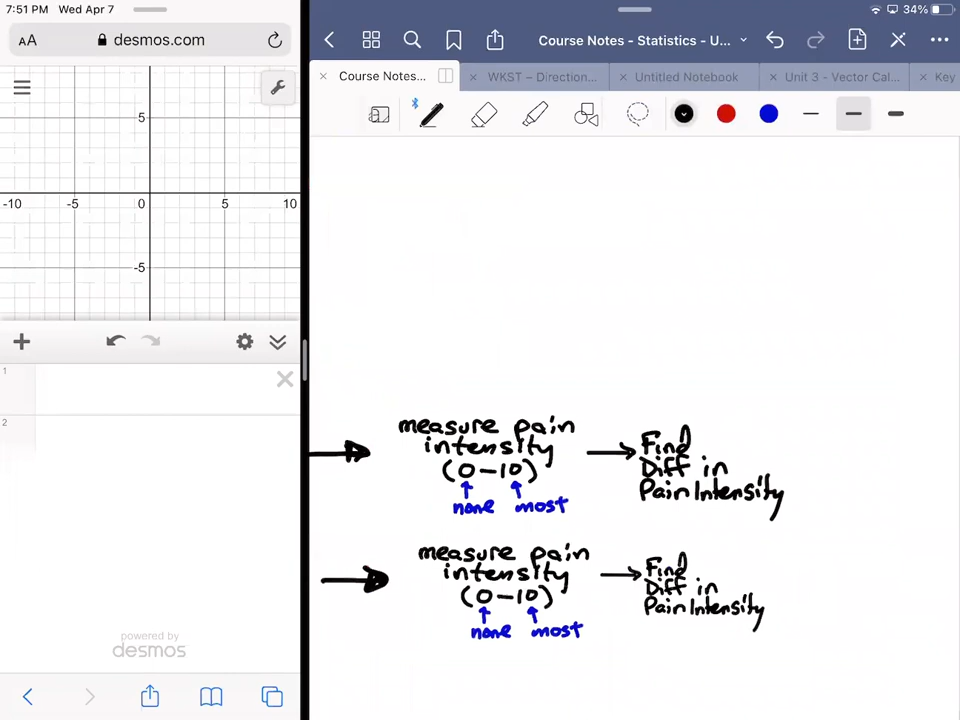 7:51 PM Wed Apr 7
34%
AA desmos.com
Course Notes - Statistics - U...
Course Notes...
WKST – Direction...
Untitled Notebook
Unit 3 - Vector Cal...
Key
5
-10 -5 0 5 10
-5
1
2
powered by
desmos
measure pain
intensity
(0-10)
none most
Find
Diff in
Pain Intensity
measure pain
intensity
(0-10)
none most
Find
Diff in
Pain Intensity